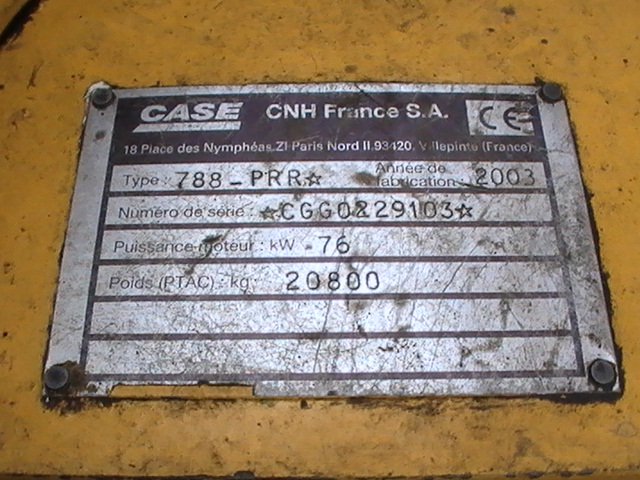 CASE CNH France S.A. CE
18 Place des Nymphéas.ZI Paris Nord II.93420. Villepinte (France)
Type : 788-PRR☆ Année de fabrication : 2003
Numéro de série : ☆CGG0229103☆
Puissance moteur : kW 76
Poids (PTAC) : kg 20800